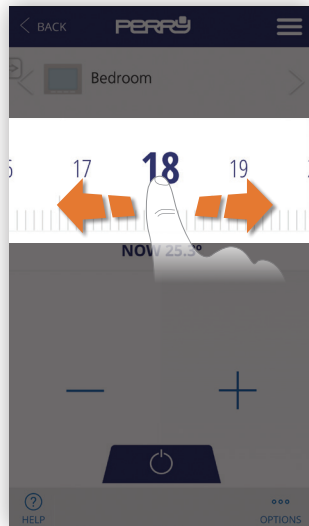 BACK
PERRY
Bedroom
17 18 19
NOW 25.3°
HELP
OPTIONS